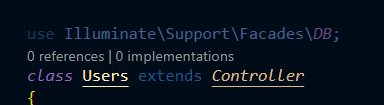 use Illuminate\Support\Facades\DB;
0 references | 0 implementations
class Users extends Controller
{